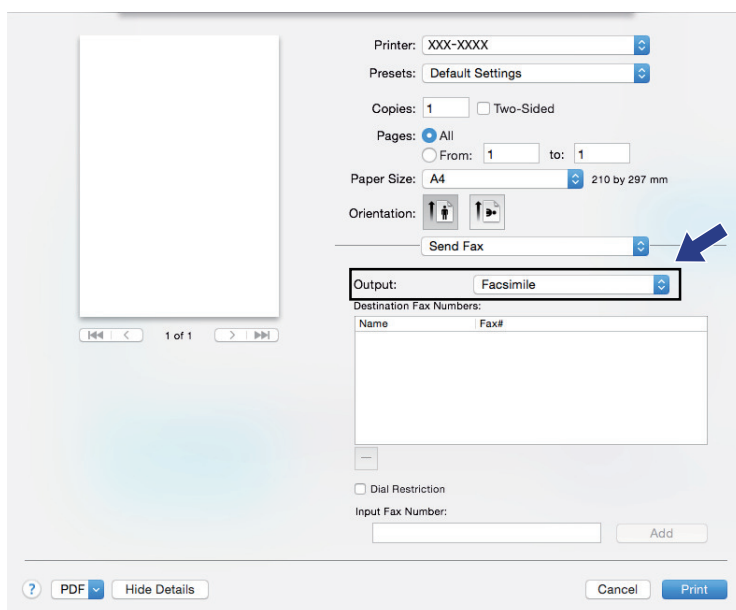 Printer: XXX-XXXX
Presets: Default Settings
Copies: 1 Two-Sided
Pages: All
From: 1 to: 1
Paper Size: A4 210 by 297 mm
Orientation:
Send Fax
Output: Facsimile
Destination Fax Numbers:
Name Fax#
1 of 1
Dial Restriction
Input Fax Number:
Add
? PDF Hide Details Cancel Print